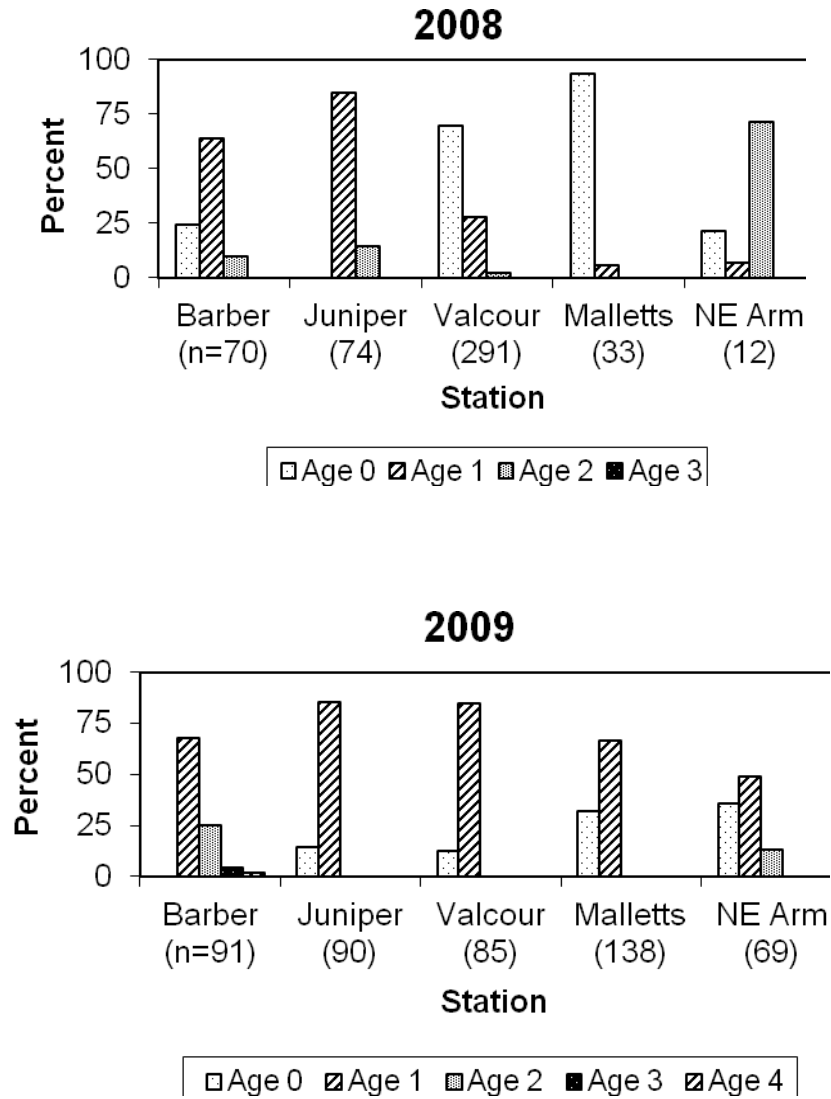 2008
100
75
50
25
0
Percent
Barber Juniper Valcour Malletts NE Arm
(n=70) (74) (291) (33) (12)
Station
Age 0 Age 1 Age 2 Age 3
2009
100
75
50
25
0
Percent
Barber Juniper Valcour Malletts NE Arm
(n=91) (90) (85) (138) (69)
Station
Age 0 Age 1 Age 2 Age 3 Age 4